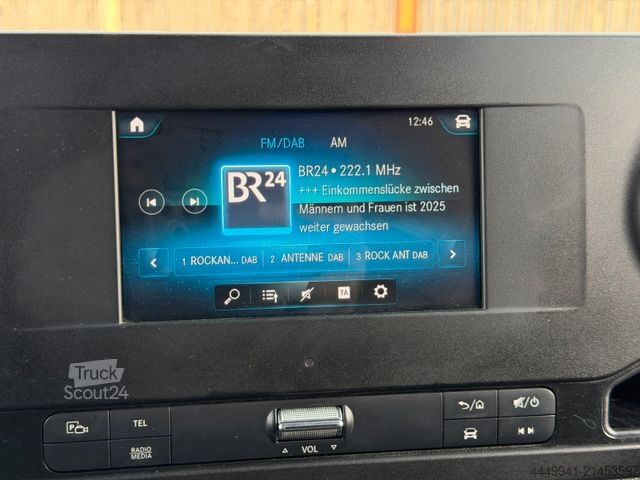 12:46
FM/DAB AM
BR24 • 222.1 MHz
BR24
+++ Einkommenslücke zwischen
Männern und Frauen ist 2025
weiter gewachsen
1 ROCKAN... DAB 2 ANTENNE DAB 3 ROCK ANT DAB
TA
Truck
Scout24
P
TEL
RADIO
MEDIA
VOL
4449941-21453597